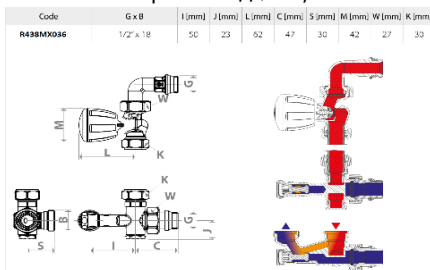 Code G x B I [mm] J [mm] L [mm] C [mm] S [mm] M [mm] W [mm] K [mm]
R438MX036 1/2" x 18 50 23 62 47 30 42 27 30
W
G
M
L
K
K
W
B
G
J
S
I
C